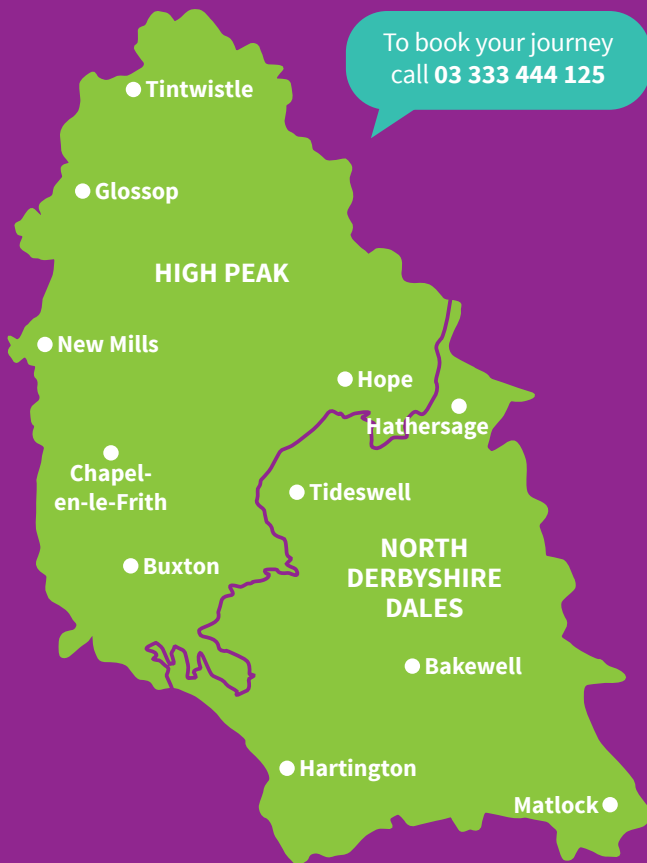 To book your journey
call 03 333 444 125
Tintwistle
Glossop
HIGH PEAK
New Mills
Hope
Hathersage
Chapel-
en-le-Frith
Tideswell
NORTH
DERBYSHIRE
DALES
Buxton
Bakewell
Hartington
Matlock